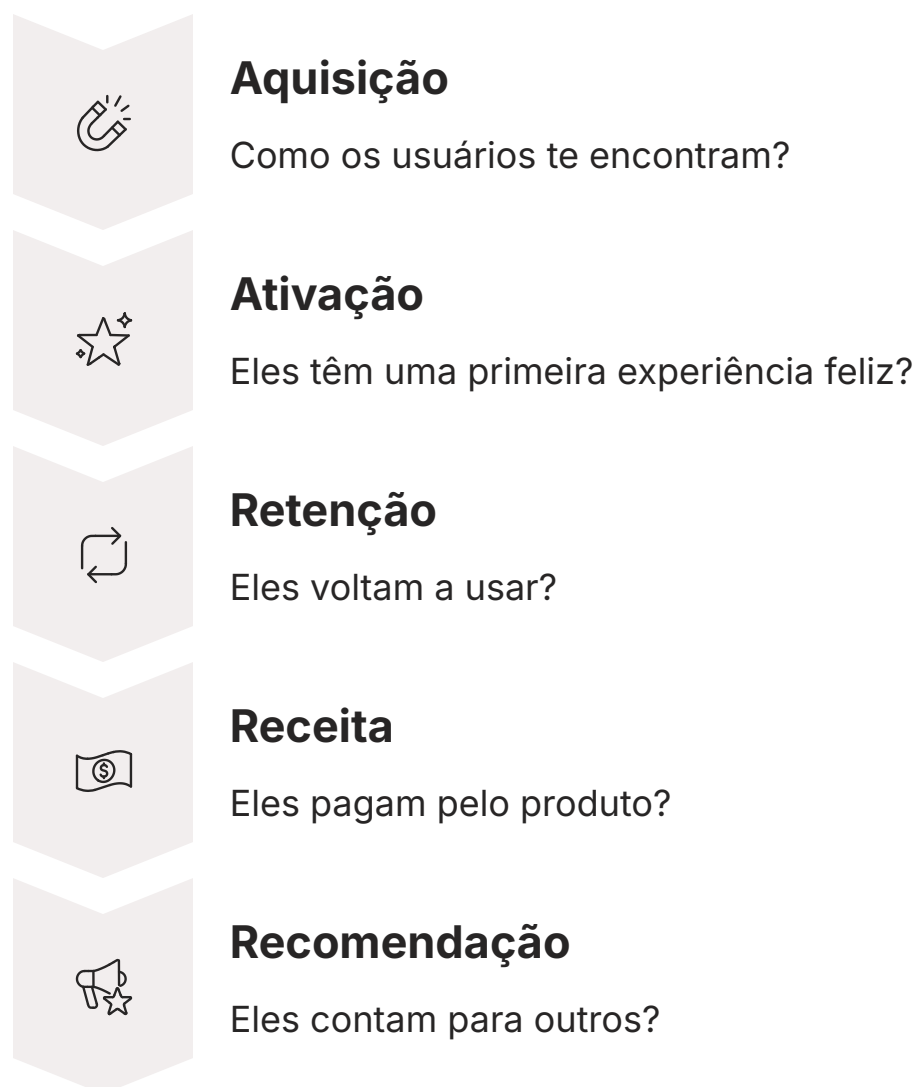 Aquisição
Como os usuários te encontram?
Ativação
Eles têm uma primeira experiência feliz?
Retenção
Eles voltam a usar?
Receita
$
Eles pagam pelo produto?
Recomendação
Eles contam para outros?